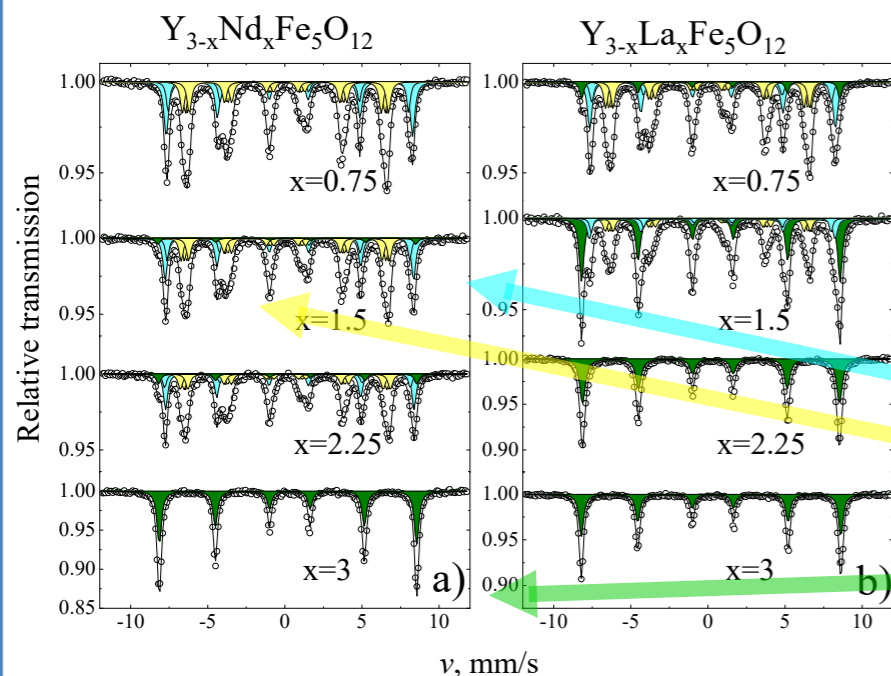 Y3-xNdxFe5O12
Y3-xLaxFe5O12
Relative transmission
1.00
0.95
x=0.75
1.00
0.95
x=1.5
1.00
0.95
x=2.25
1.00
0.95
0.90
0.85
x=3
a)
-10 -5 0 5 10
1.00
0.95
x=0.75
1.00
0.95
x=1.5
1.00
0.95
0.90
x=2.25
1.00
0.95
0.90
x=3
b)
-10 -5 0 5 10
v, mm/s